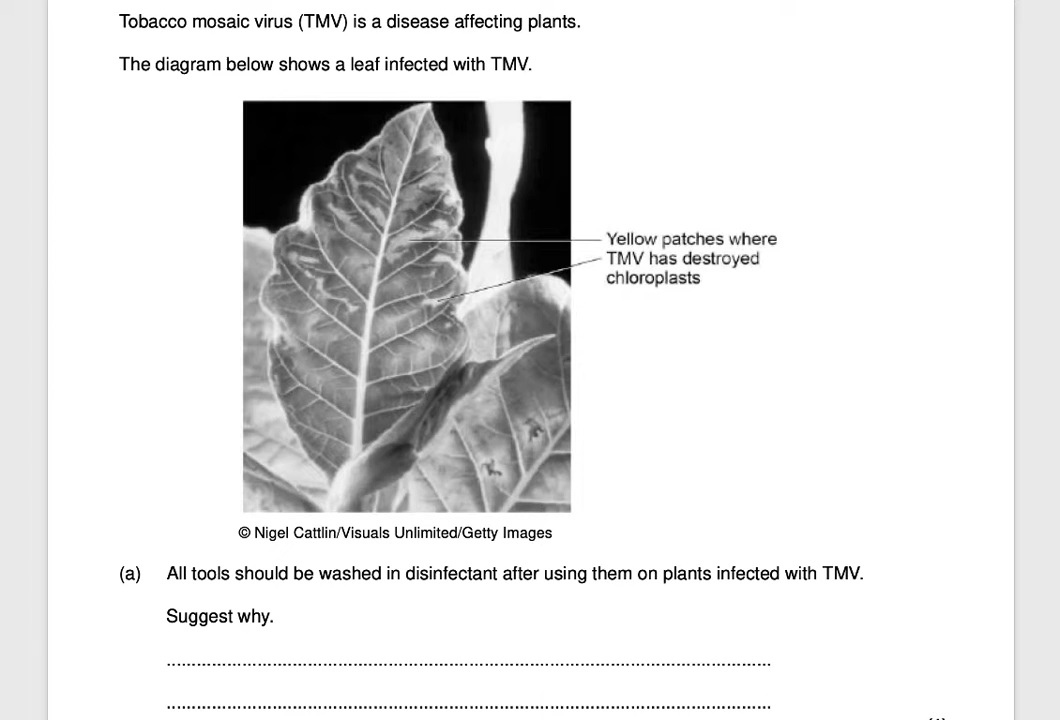 Tobacco mosaic virus (TMV) is a disease affecting plants.
The diagram below shows a leaf infected with TMV.
Yellow patches where
TMV has destroyed
chloroplasts
© Nigel Cattlin/Visuals Unlimited/Getty Images
(a) All tools should be washed in disinfectant after using them on plants infected with TMV.
Suggest why.